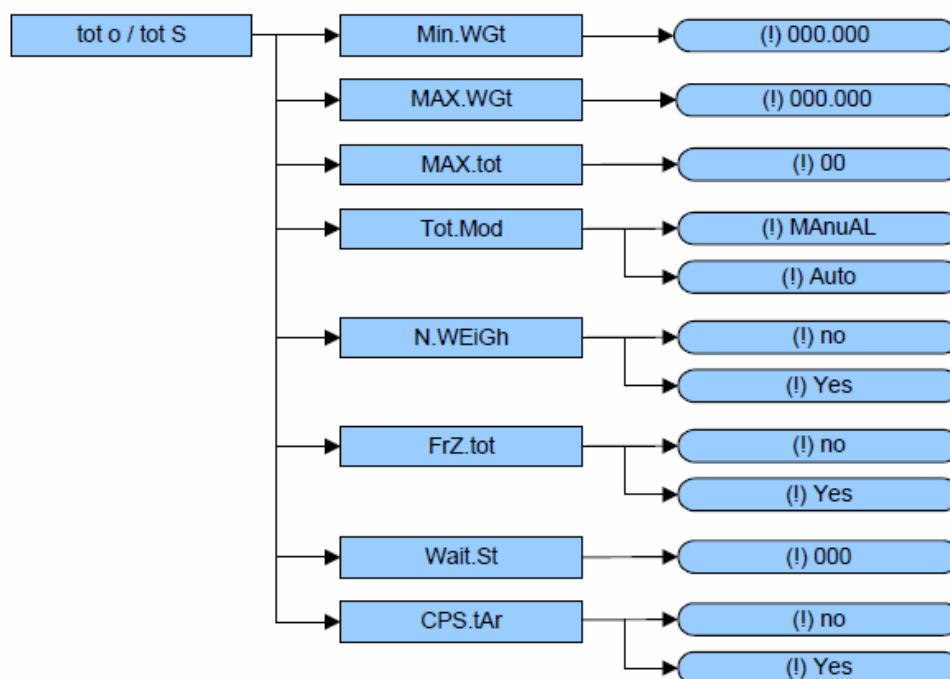 tot o / tot S
Min.WGt
(!) 000.000
MAX.WGt
(!) 000.000
MAX.tot
(!) 00
Tot.Mod
(!) MAnuAL
(!) Auto
N.WEiGh
(!) no
(!) Yes
FrZ.tot
(!) no
(!) Yes
Wait.St
(!) 000
CPS.tAr
(!) no
(!) Yes